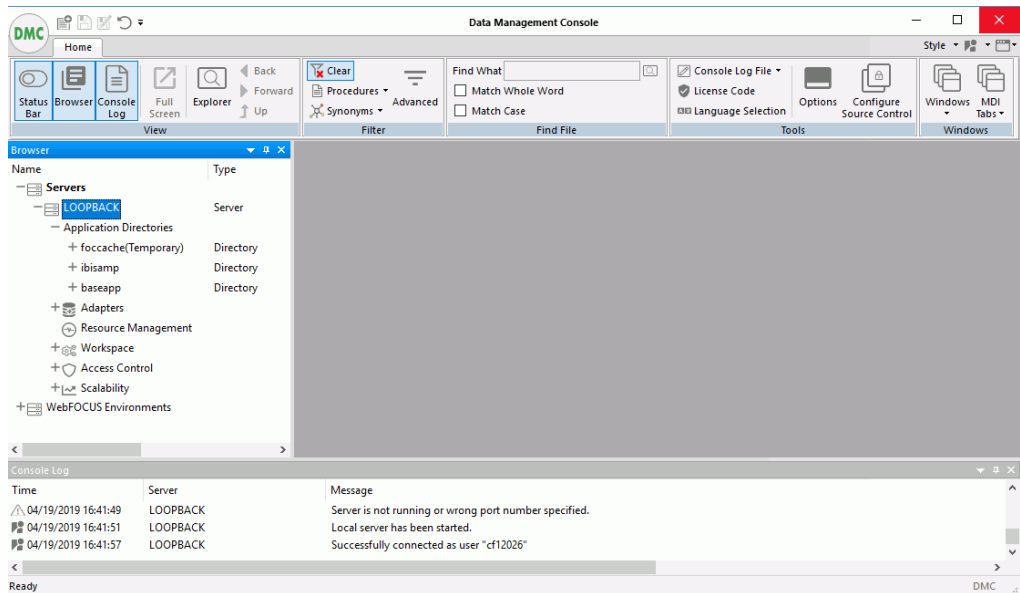 DMC
Data Management Console
Home
Style
Status Bar
Browser
Console Log
Full Screen
Explorer
Back
Forward
Up
View
Clear
Procedures
Synonyms
Advanced
Filter
Find What
Match Whole Word
Match Case
Find File
Console Log File
License Code
Language Selection
Options
Configure Source Control
Tools
Windows
MDI Tabs
Windows
Browser
Name Type
Servers
LOOPBACK Server
Application Directories
foccache(Temporary) Directory
ibisamp Directory
baseapp Directory
Adapters
Resource Management
Workspace
Access Control
Scalability
WebFOCUS Environments
Console Log
Time Server Message
04/19/2019 16:41:49 LOOPBACK Server is not running or wrong port number specified.
04/19/2019 16:41:51 LOOPBACK Local server has been started.
04/19/2019 16:41:57 LOOPBACK Successfully connected as user "cf12026"
Ready DMC